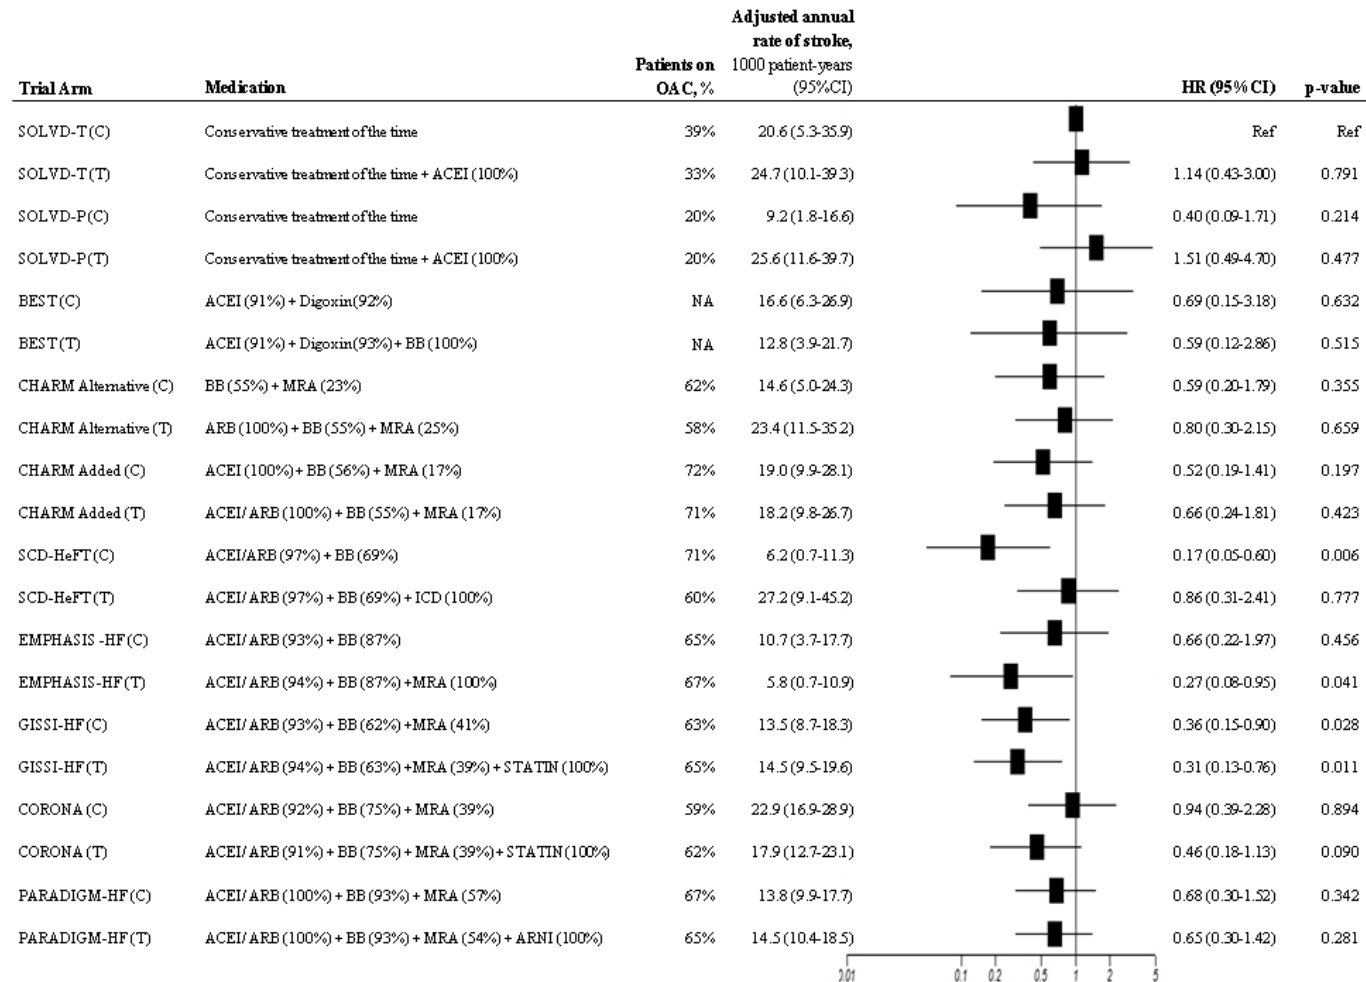 Adjusted annual
rate of stroke,
Patients on 1000 patient-years
Trial Arm Medication OAC, % (95%CI) HR (95% CI) p-value
SOLVD-T(C) Conservative treatment of the time 39% 20.6 (5.3-35.9) Ref Ref
SOLVD-T(T) Conservative treatment of the time + ACEI (100%) 33% 24.7 (10.1-39.3) 1.14 (0.43-3.00) 0.791
SOLVD-P(C) Conservative treatment of the time 20% 9.2 (1.8-16.6) 0.40 (0.09-1.71) 0.214
SOLVD-P(T) Conservative treatment of the time + ACEI (100%) 20% 25.6 (11.6-39.7) 1.51 (0.49-4.70) 0.477
BEST (C) ACEI (91%) + Digoxin(92%) NA 16.6 (6.3-26.9) 0.69 (0.15-3.18) 0.632
BEST (T) ACEI (91%) + Digoxin(93%) + BB (100%) NA 12.8 (3.9-21.7) 0.59 (0.12-2.86) 0.515
CHARM Alternative (C) BB (55%) + MRA (23%) 62% 14.6 (5.0-24.3) 0.59 (0.20-1.79) 0.355
CHARM Alternative (T) ARB (100%) + BB (55%) + MRA (25%) 58% 23.4 (11.5-35.2) 0.80 (0.30-2.15) 0.659
CHARM Added (C) ACEI (100%) + BB (56%) + MRA (17%) 72% 19.0 (9.9-28.1) 0.52 (0.19-1.41) 0.197
CHARM Added (T) ACEI/ ARB (100%) + BB (55%) + MRA (17%) 71% 18.2 (9.8-26.7) 0.66 (0.24-1.81) 0.423
SCD-HeFT (C) ACEI/ARB (97%) + BB (69%) 71% 6.2 (0.7-11.3) 0.17 (0.05-0.60) 0.006
SCD-HeFT (T) ACEI/ ARB (97%) + BB (69%) + ICD (100%) 60% 27.2 (9.1-45.2) 0.86 (0.31-2.41) 0.777
EMPHASIS -HF (C) ACEI/ ARB (93%) + BB (87%) 65% 10.7 (3.7-17.7) 0.66 (0.22-1.97) 0.456
EMPHASIS-HF (T) ACEI/ ARB (94%) + BB (87%) +MRA (100%) 67% 5.8 (0.7-10.9) 0.27 (0.08-0.95) 0.041
GISSI-HF (C) ACEI/ ARB (93%) + BB (62%) +MRA (41%) 63% 13.5 (8.7-18.3) 0.36 (0.15-0.90) 0.028
GISSI-HF (T) ACEI/ ARB (94%) + BB (63%) +MRA (39%) + STATIN (100%) 65% 14.5 (9.5-19.6) 0.31 (0.13-0.76) 0.011
CORONA (C) ACEI/ ARB (92%) + BB (75%) + MRA (39%) 59% 22.9 (16.9-28.9) 0.94 (0.39-2.28) 0.894
CORONA (T) ACEI/ ARB (91%) + BB (75%) + MRA (39%) + STATIN (100%) 62% 17.9 (12.7-23.1) 0.46 (0.18-1.13) 0.090
PARADIGM-HF (C) ACEI/ ARB (100%) + BB (93%) + MRA (57%) 67% 13.8 (9.9-17.7) 0.68 (0.30-1.52) 0.342
PARADIGM-HF (T) ACEI/ ARB (100%) + BB (93%) + MRA (54%) + ARNI (100%) 65% 14.5 (10.4-18.5) 0.65 (0.30-1.42) 0.281
0.01 0.1 0.2 0.5 1 5